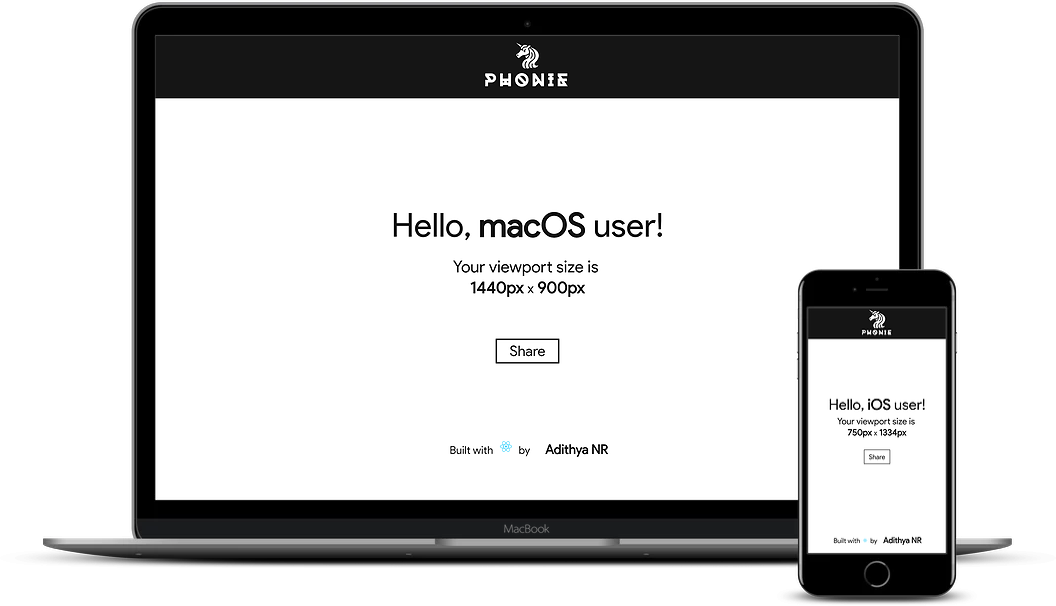 PHONIE
Hello, macOS user!
Your viewport size is
1440px x 900px
Share
Built with by Adithya NR
MacBook
PHONIE
Hello, iOS user!
Your viewport size is
750px x 1334px
Share
Built with by Adithya NR